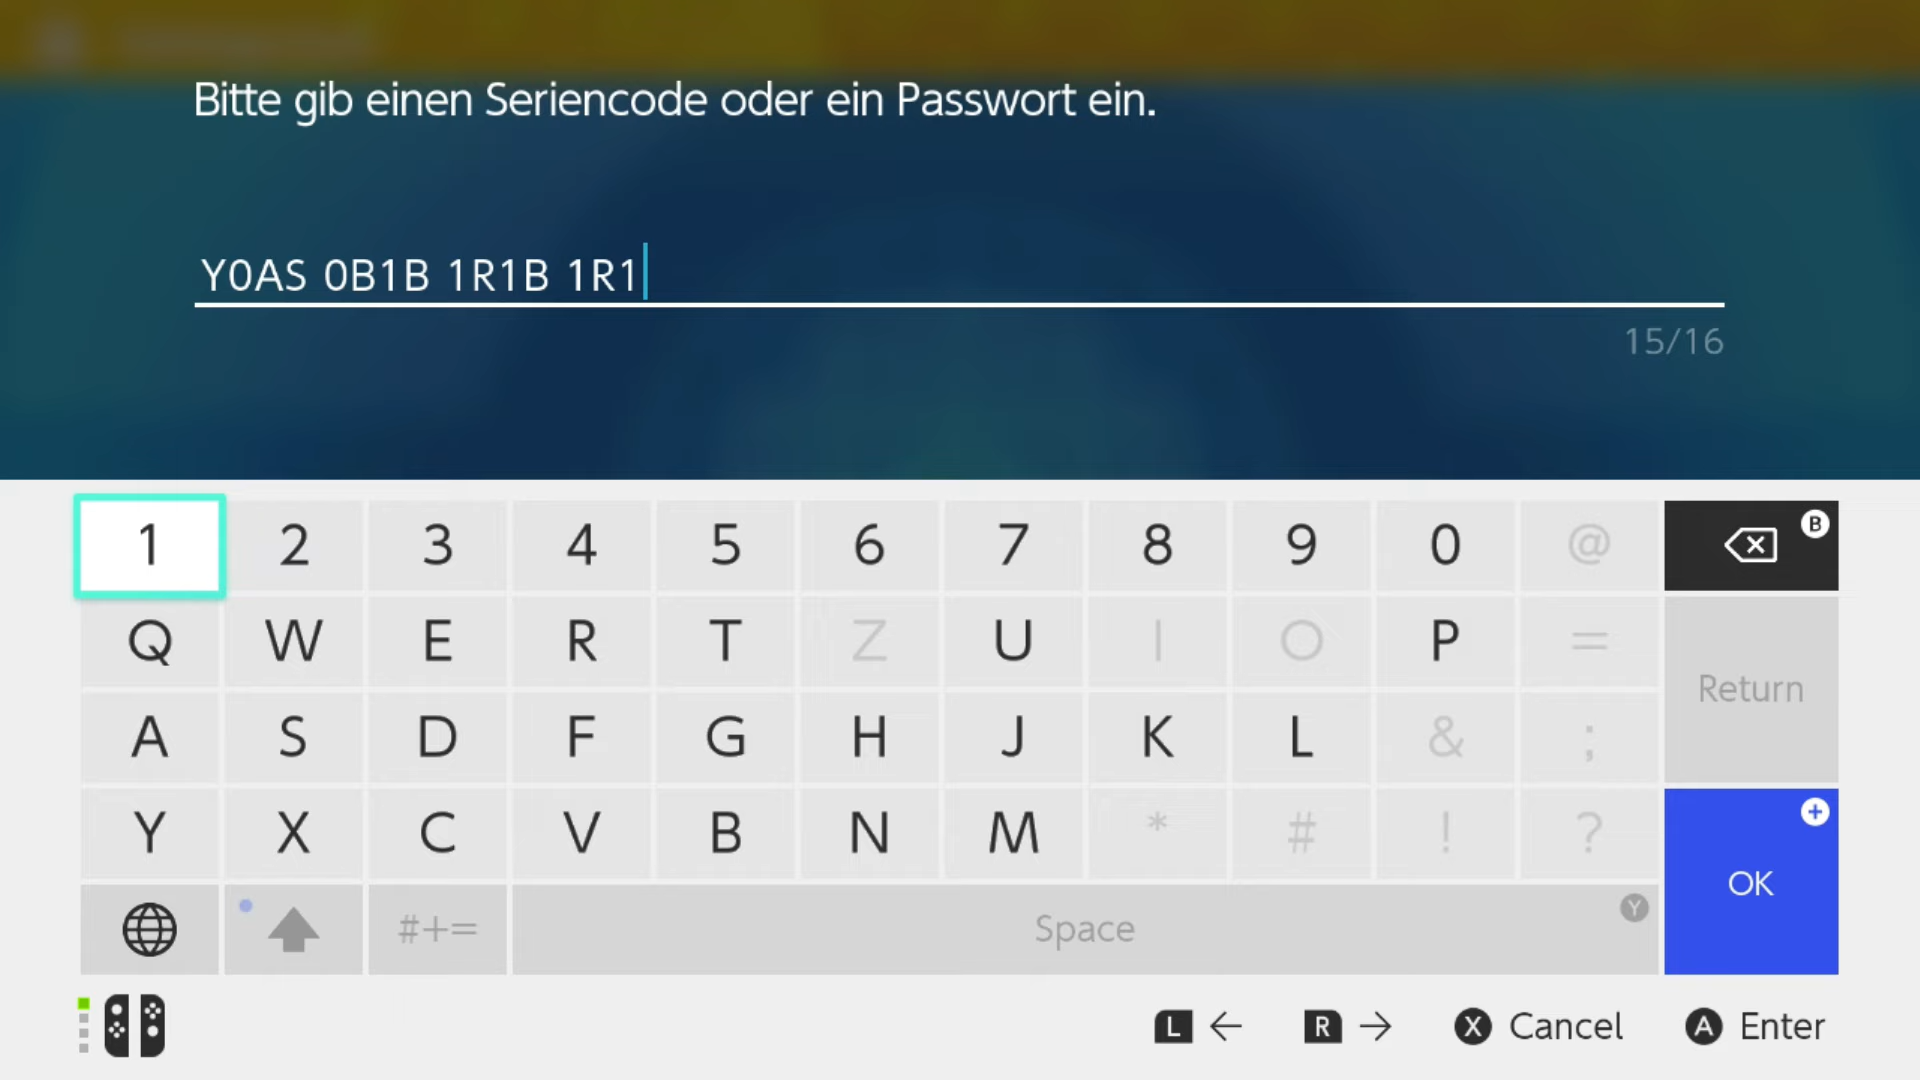 Bitte gib einen Seriencode oder ein Passwort ein.
Y0AS 0B1B 1R1B 1R1
15/16
1 2 3 4 5 6 7 8 9 0 @ B
Q W E R T Z U I O P =
Return
A S D F G H J K L & ;
Y X C V B N M * # ! ? +
OK
#+= Space Y
L ← R → X Cancel A Enter